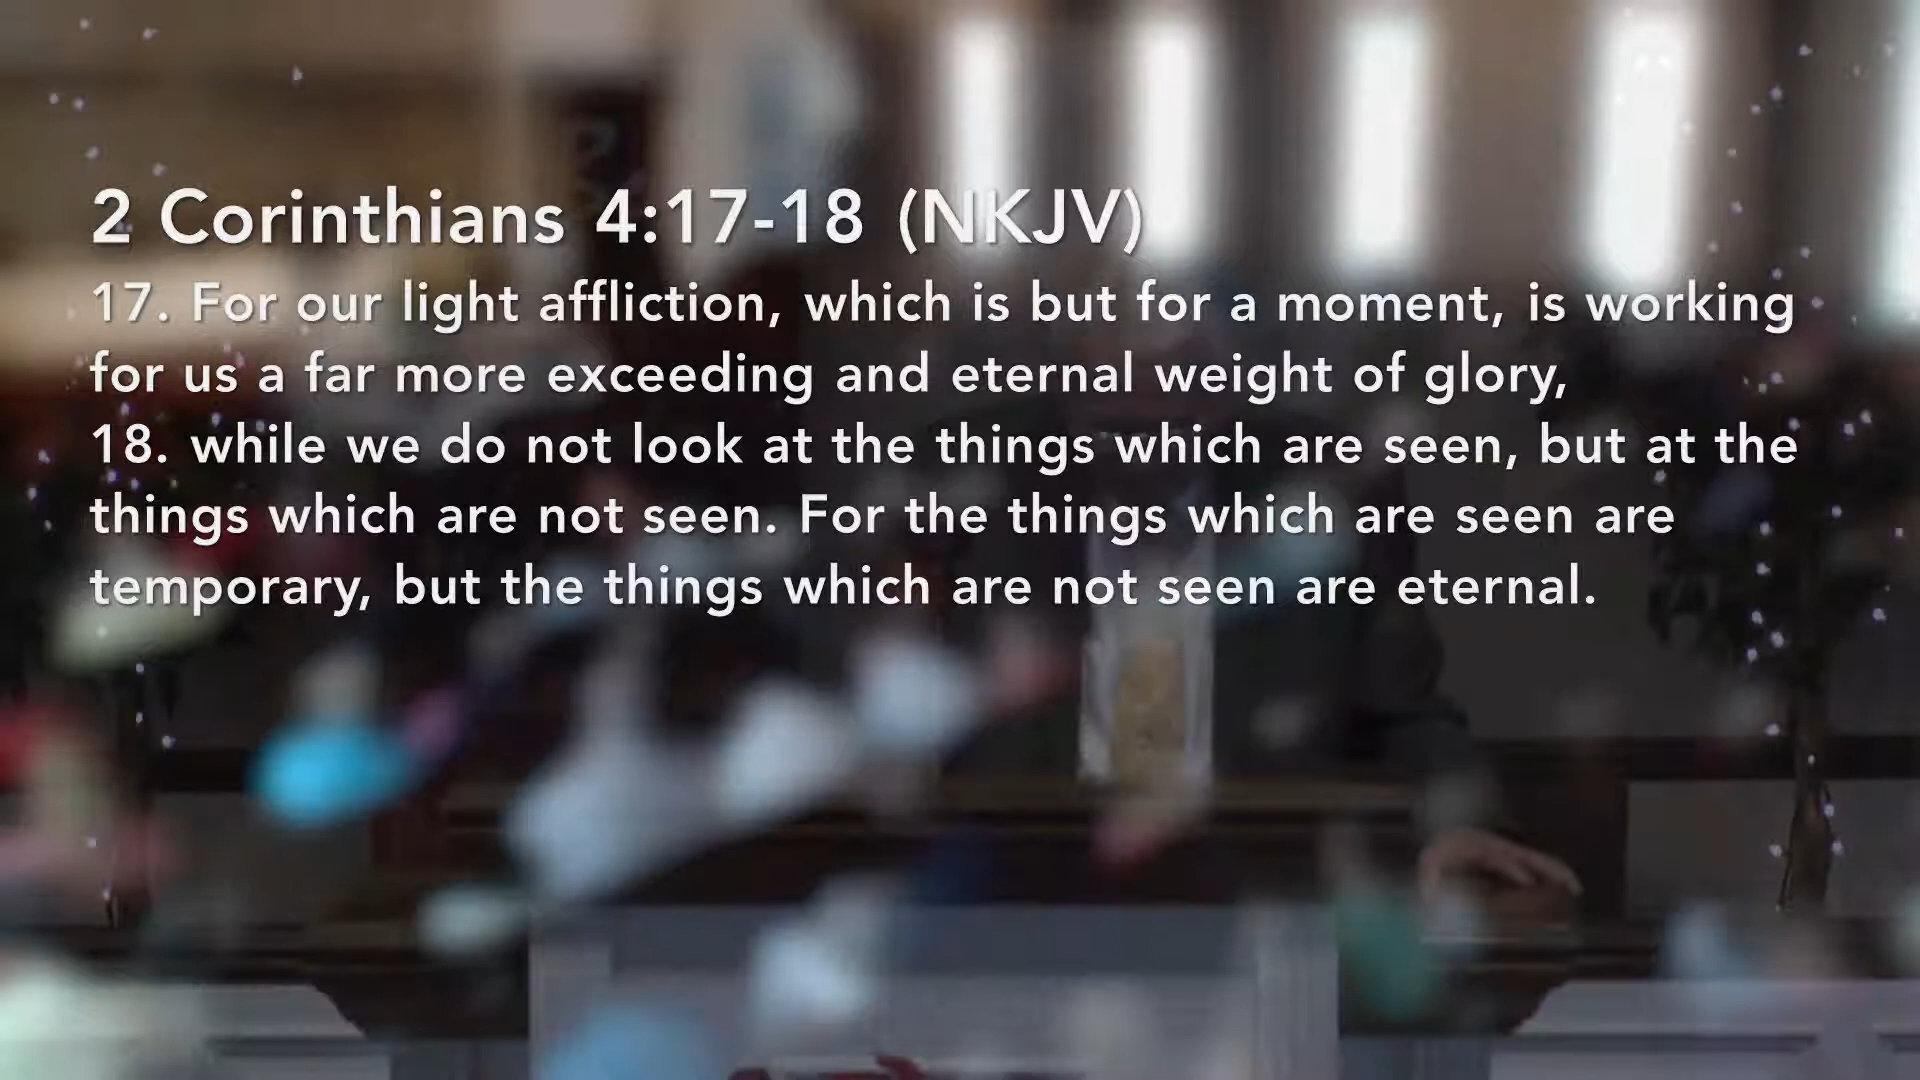 2 Corinthians 4:17-18 (NKJV)
17. For our light affliction, which is but for a moment, is working
for us a far more exceeding and eternal weight of glory,
18. while we do not look at the things which are seen, but at the
things which are not seen. For the things which are seen are
temporary, but the things which are not seen are eternal.